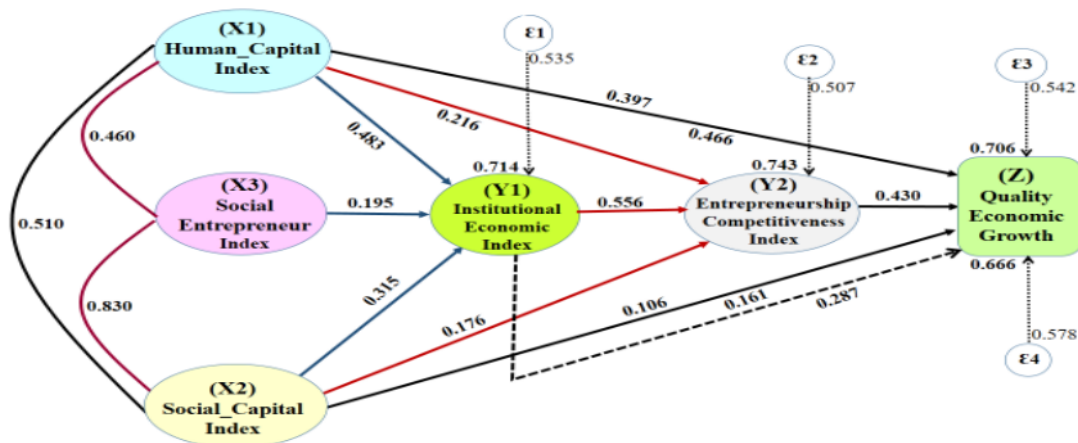 (X1)
Human_Capital
Index
ε1
0.535
ε2
0.507
ε3
0.542
0.397
0.466
0.216
0.483
0.460
0.510
0.830
(X3)
Social
Entrepreneur
Index
0.195
0.714
(Y1)
Institutional
Economic
Index
0.556
0.743
(Y2)
Entrepreneurship
Competitiveness
Index
0.430
0.706
(Z)
Quality
Economic
Growth
0.666
0.315
0.176
0.106
0.161
0.287
0.578
ε4
(X2)
Social_Capital
Index